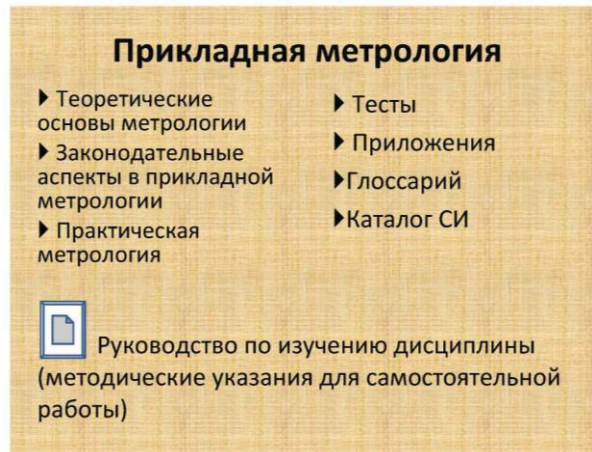 Прикладная метрология
▶ Теоретические
основы метрологии
▶ Законодательные
аспекты в прикладной
метрологии
▶ Практическая
метрология
▶ Тесты
▶ Приложения
▶Глоссарий
▶Каталог СИ
Руководство по изучению дисциплины
(методические указания для самостоятельной
работы)